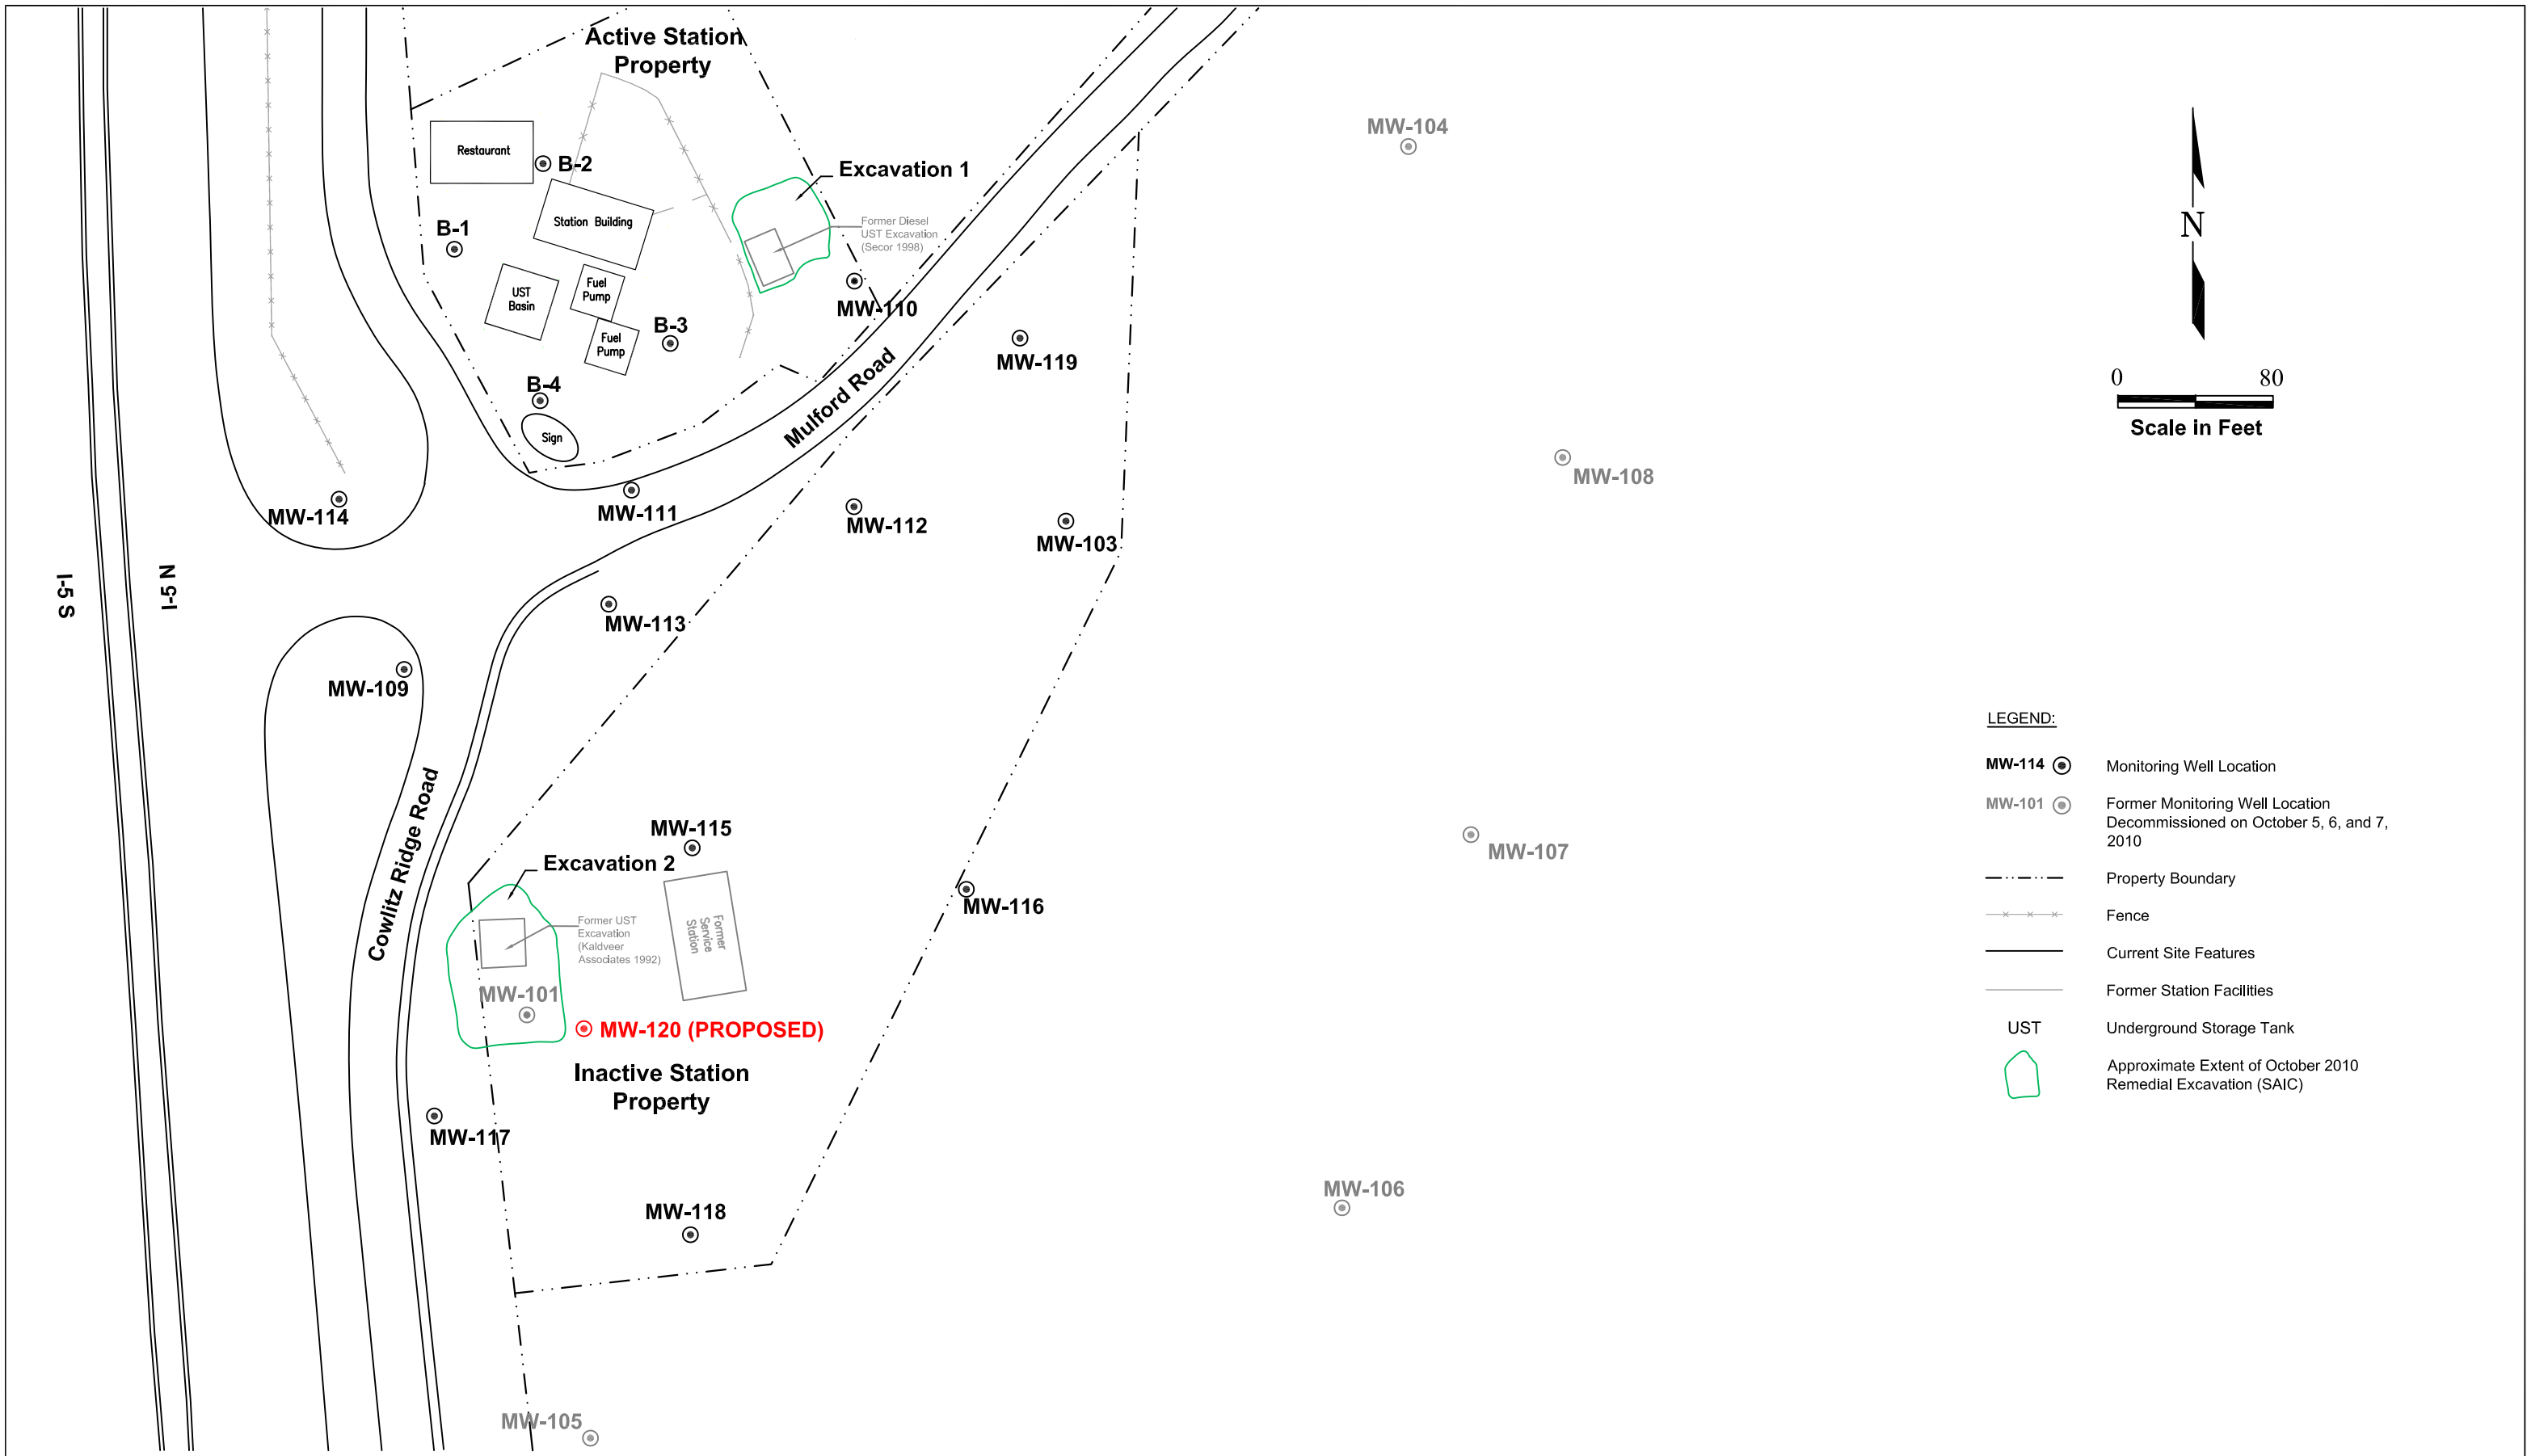 Active Station
Property
Restaurant
B-2
Excavation 1
Station Building
Former Diesel
UST Excavation
(Secor 1998)
B-1
UST
Basin
Fuel
Pump
Fuel
Pump
B-3
MW-110
B-4
Sign
Mulford Road
MW-119
MW-104
MW-108
N
0 80
Scale in Feet
MW-114
MW-111
MW-112
MW-103
I-5 S
I-5 N
MW-113
MW-109
Cowlitz Ridge Road
MW-115
Excavation 2
Former UST
Excavation
(Kaldveer
Associates 1992)
Former
Service
Station
MW-116
MW-107
MW-101
MW-120 (PROPOSED)
Inactive Station
Property
MW-117
MW-118
MW-106
MW-105
LEGEND:
MW-114 Monitoring Well Location
MW-101 Former Monitoring Well Location
Decommissioned on October 5, 6, and 7,
2010
Property Boundary
Fence
Current Site Features
Former Station Facilities
UST Underground Storage Tank
Approximate Extent of October 2010
Remedial Excavation (SAIC)